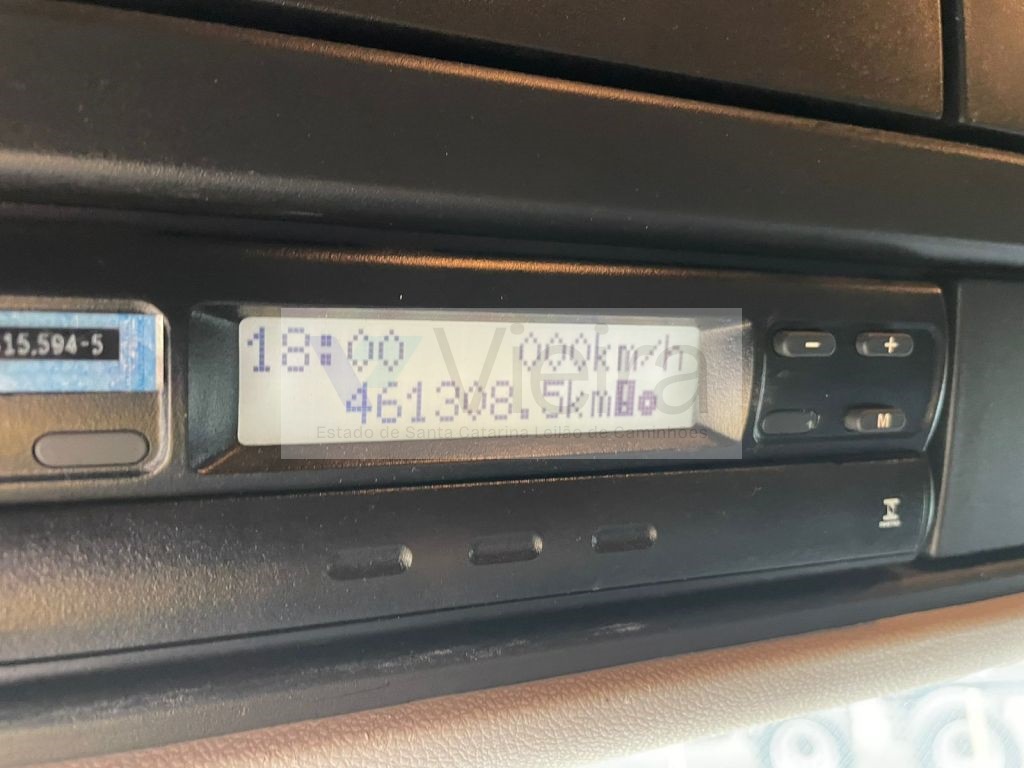 15.594-5
18:00 000km/h
461308.5km
- +
M
Vieira
Estado de Santa Catarina Leilão de Caminhões